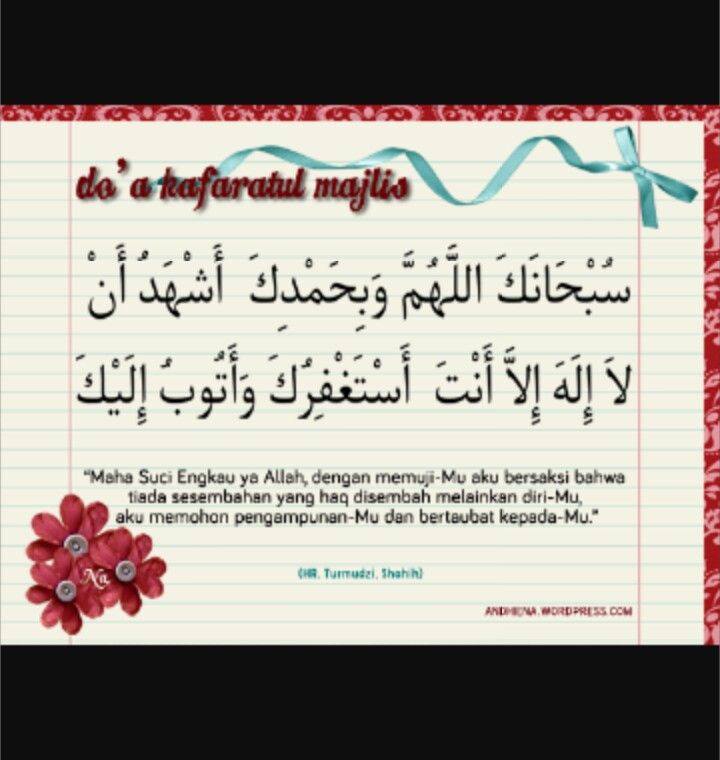 do'a kafaratul majlis
سُبْحَانَكَ اللَّهُمَّ وَبِحَمْدِكَ أَشْهَدُ أَنْ
لاَ إِلَهَ إِلاَّ أَنْتَ أَسْتَغْفِرُكَ وَأَتُوبُ إِلَيْكَ
"Maha Suci Engkau ya Allah, dengan memuji-Mu aku bersaksi bahwa
tiada sesembahan yang haq disembah melainkan diri-Mu,
aku memohon pengampunan-Mu dan bertaubat kepada-Mu."
(HR. Turmudzi, Shahih)
Na
ANDHIENA.WORDPRESS.COM